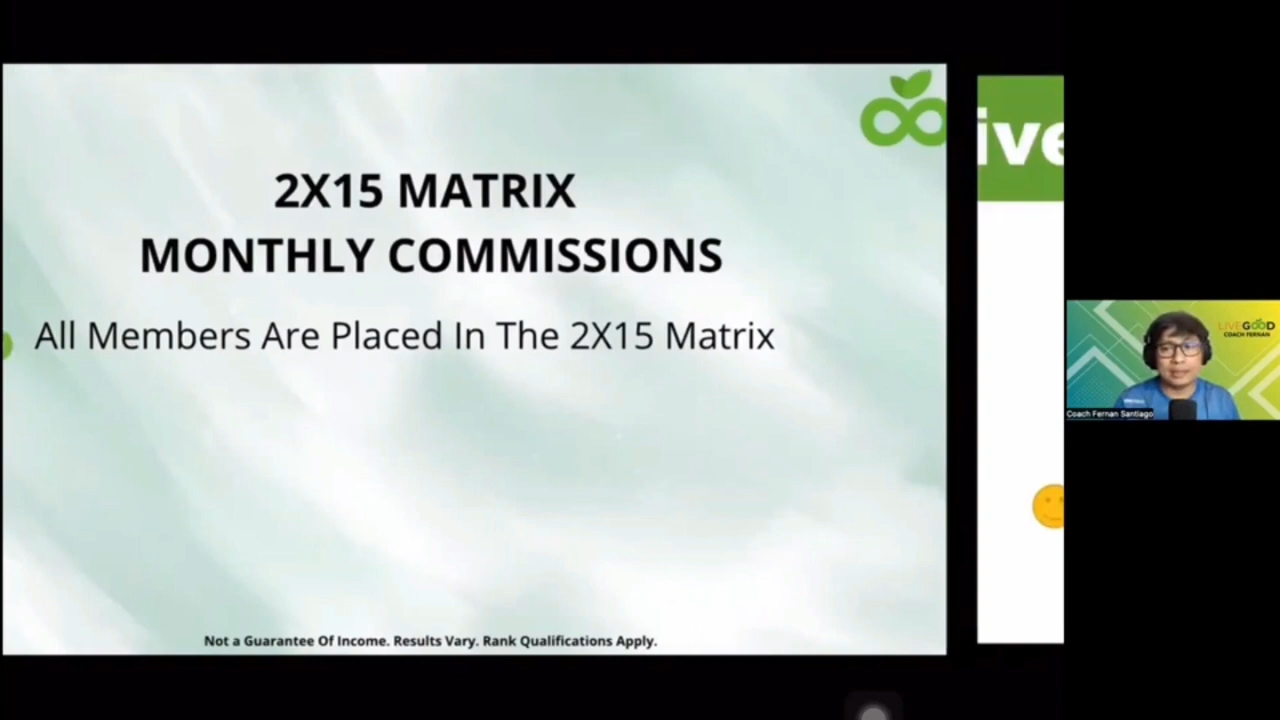 2X15 MATRIX
MONTHLY COMMISSIONS
All Members Are Placed In The 2X15 Matrix
Not a Guarantee Of Income. Results Vary. Rank Qualifications Apply.
ive
LIVEGOOD
COACH FERNAN
Coach Fernan Santiago